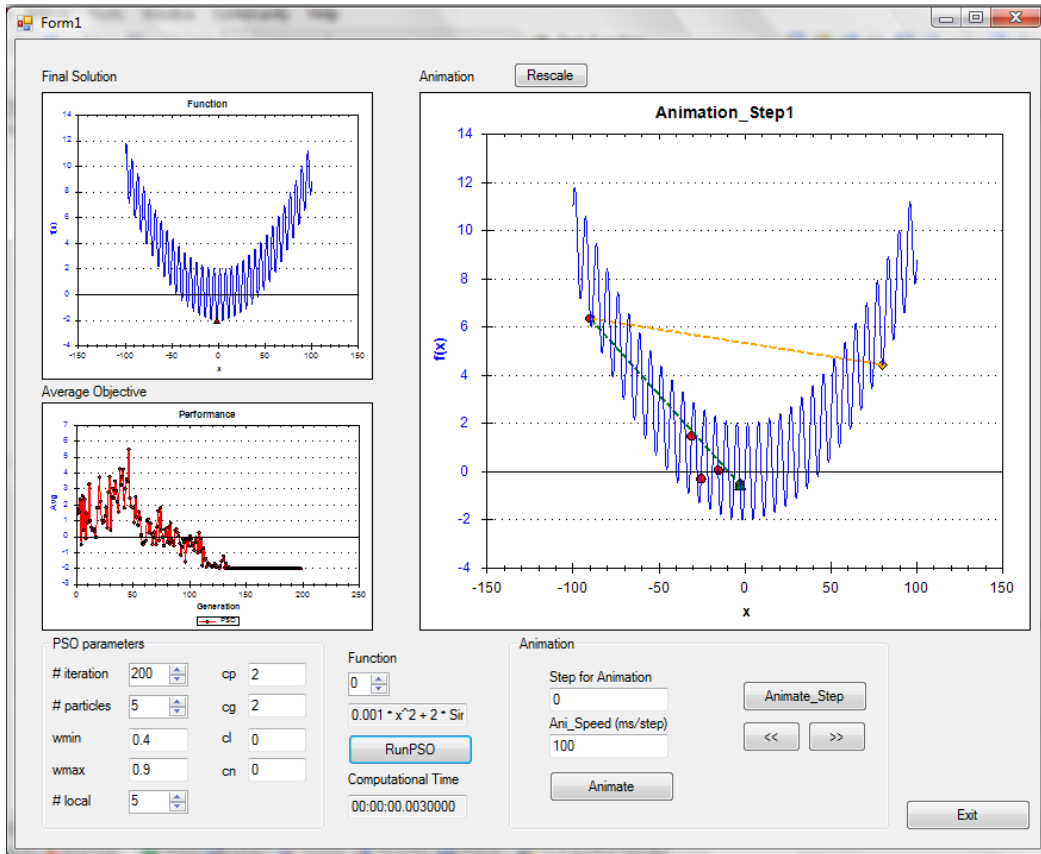 Form1
Final Solution
Function
14
12
10
8
6
4
2
0
-2
-4
f(x)
-150 -100 -50 0 50 100 150
x
Average Objective
Performance
7
6
5
4
3
2
1
0
-1
-2
-3
Avg
0 50 100 150 200 250
Generation
PSO
Animation
Rescale
Animation_Step1
14
12
10
8
6
4
2
0
-2
-4
f(x)
-150 -100 -50 0 50 100 150
x
PSO parameters
# iteration 200 cp 2
# particles 5 cg 2
wmin 0.4 cl 0
wmax 0.9 cn 0
# local 5
Function
0
0.001 * x^2 + 2 * Sir
RunPSO
Computational Time
00:00:00.0030000
Animation
Step for Animation
0
Ani_Speed (ms/step)
100
Animate
Animate_Step
<< >>
Exit